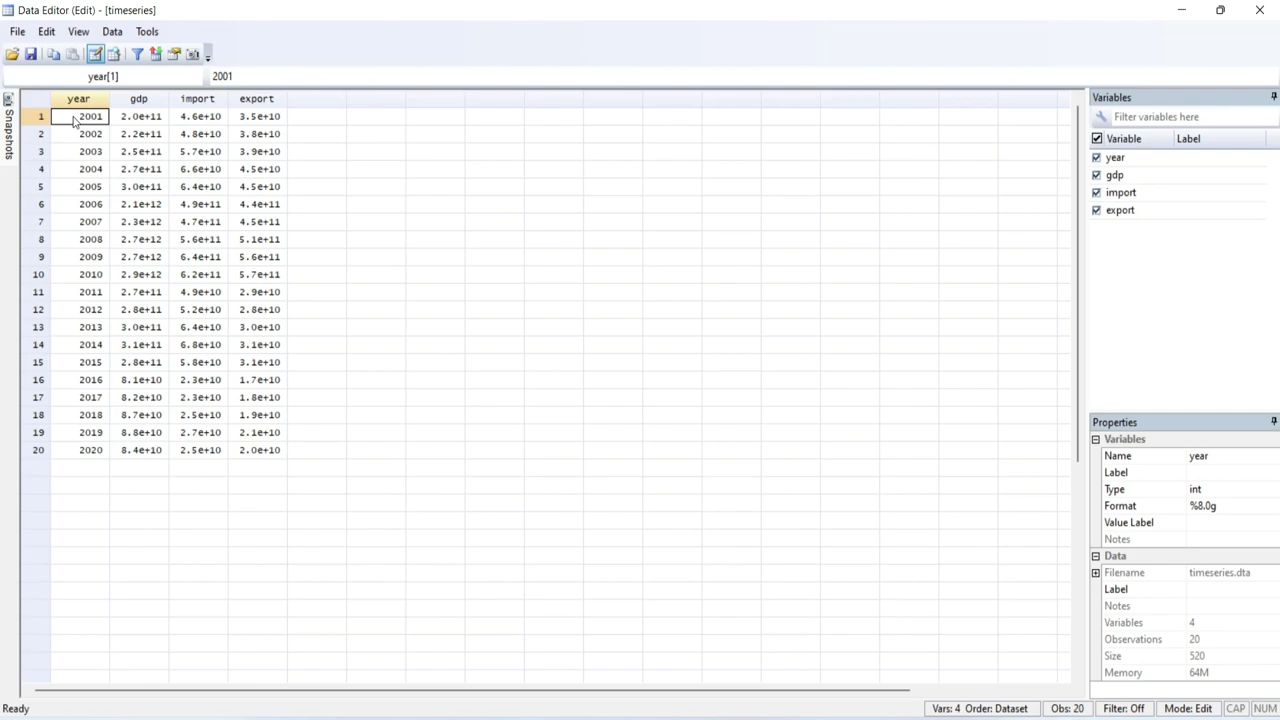 Data Editor (Edit) - [timeseries]
File Edit View Data Tools
year[1] 2001
Snapshots
year gdp import export
1 2001 2.0e+11 4.6e+10 3.5e+10
2 2002 2.2e+11 4.8e+10 3.8e+10
3 2003 2.5e+11 5.7e+10 3.9e+10
4 2004 2.7e+11 6.6e+10 4.5e+10
5 2005 3.0e+11 6.4e+10 4.5e+10
6 2006 2.1e+12 4.9e+11 4.4e+11
7 2007 2.3e+12 4.7e+11 4.5e+11
8 2008 2.7e+12 5.6e+11 5.1e+11
9 2009 2.7e+12 6.4e+11 5.6e+11
10 2010 2.9e+12 6.2e+11 5.7e+11
11 2011 2.7e+11 4.9e+10 2.9e+10
12 2012 2.8e+11 5.2e+10 2.8e+10
13 2013 3.0e+11 6.4e+10 3.0e+10
14 2014 3.1e+11 6.8e+10 3.1e+10
15 2015 2.8e+11 5.8e+10 3.1e+10
16 2016 8.1e+10 2.3e+10 1.7e+10
17 2017 8.2e+10 2.3e+10 1.8e+10
18 2018 8.7e+10 2.5e+10 1.9e+10
19 2019 8.8e+10 2.7e+10 2.1e+10
20 2020 8.4e+10 2.5e+10 2.0e+10
Variables
Filter variables here
Variable Label
year
gdp
import
export
Properties
Variables
Name year
Label
Type int
Format %8.0g
Value Label
Notes
Data
Filename timeseries.dta
Label
Notes
Variables 4
Observations 20
Size 520
Memory 64M
Ready Vars: 4 Order: Dataset Obs: 20 Filter: Off Mode: Edit CAP NUM